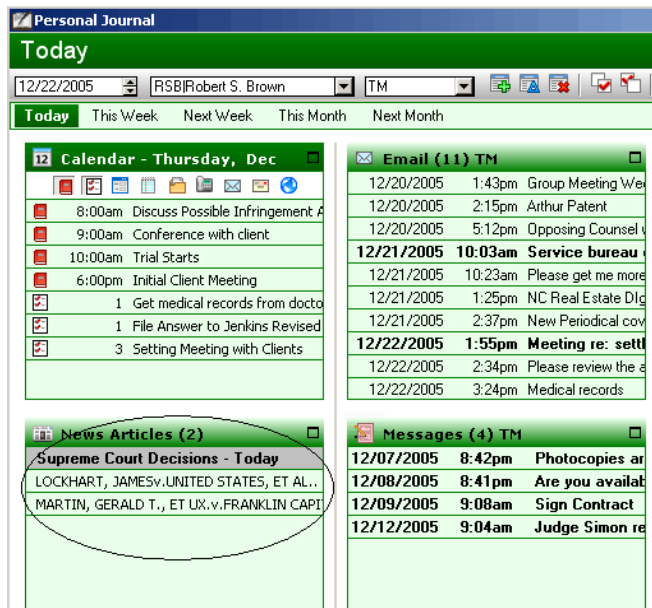 Personal Journal
Today
12/22/2005 RSB|Robert S. Brown TM
Today This Week Next Week This Month Next Month
12 Calendar - Thursday, Dec
8:00am Discuss Possible Infringement
9:00am Conference with client
10:00am Trial Starts
6:00pm Initial Client Meeting
1 Get medical records from docto
1 File Answer to Jenkins Revised
3 Setting Meeting with Clients
Email (11) TM
12/20/2005 1:43pm Group Meeting
12/20/2005 2:15pm Arthur Patent
12/20/2005 5:12pm Opposing Counsel
12/21/2005 10:03am Service bureau
12/21/2005 10:23am Please get me more
12/21/2005 1:25pm NC Real Estate DIg
12/21/2005 2:37pm New Periodical cov
12/22/2005 1:55pm Meeting re: settl
12/22/2005 2:34pm Please review the a
12/22/2005 3:24pm Medical records
News Articles (2)
Supreme Court Decisions - Today
LOCKHART, JAMESv.UNITED STATES, ET AL..
MARTIN, GERALD T., ET UX.v.FRANKLIN CAPI
Messages (4) TM
12/07/2005 8:42pm Photocopies ar
12/08/2005 8:41pm Are you availab
12/09/2005 9:08am Sign Contract
12/12/2005 9:04am Judge Simon re